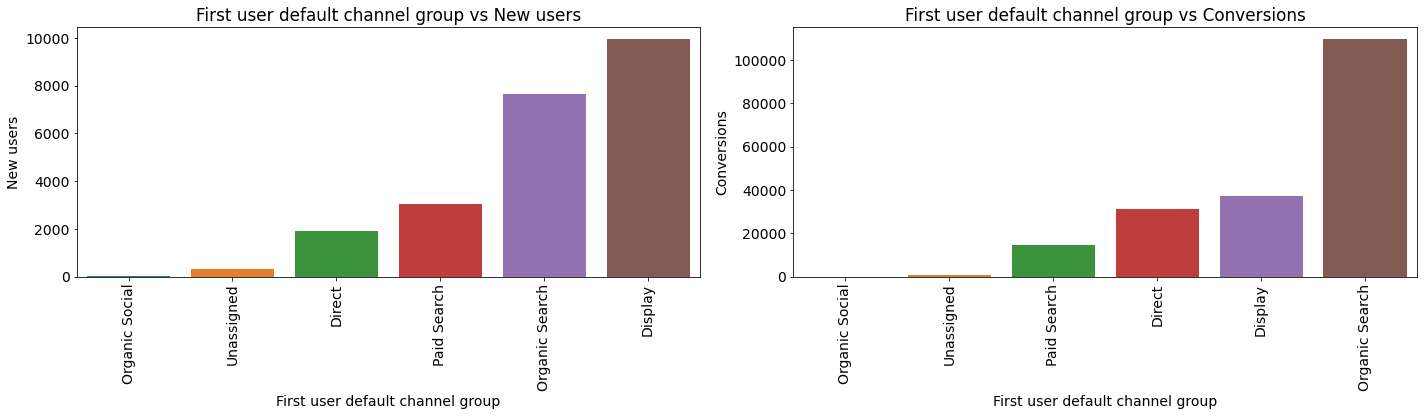 First user default channel group vs New users
New users
10000
8000
6000
4000
2000
0
Organic Social
Unassigned
Direct
Paid Search
Organic Search
Display
First user default channel group
First user default channel group vs Conversions
Conversions
100000
80000
60000
40000
20000
0
Organic Social
Unassigned
Paid Search
Direct
Display
Organic Search
First user default channel group